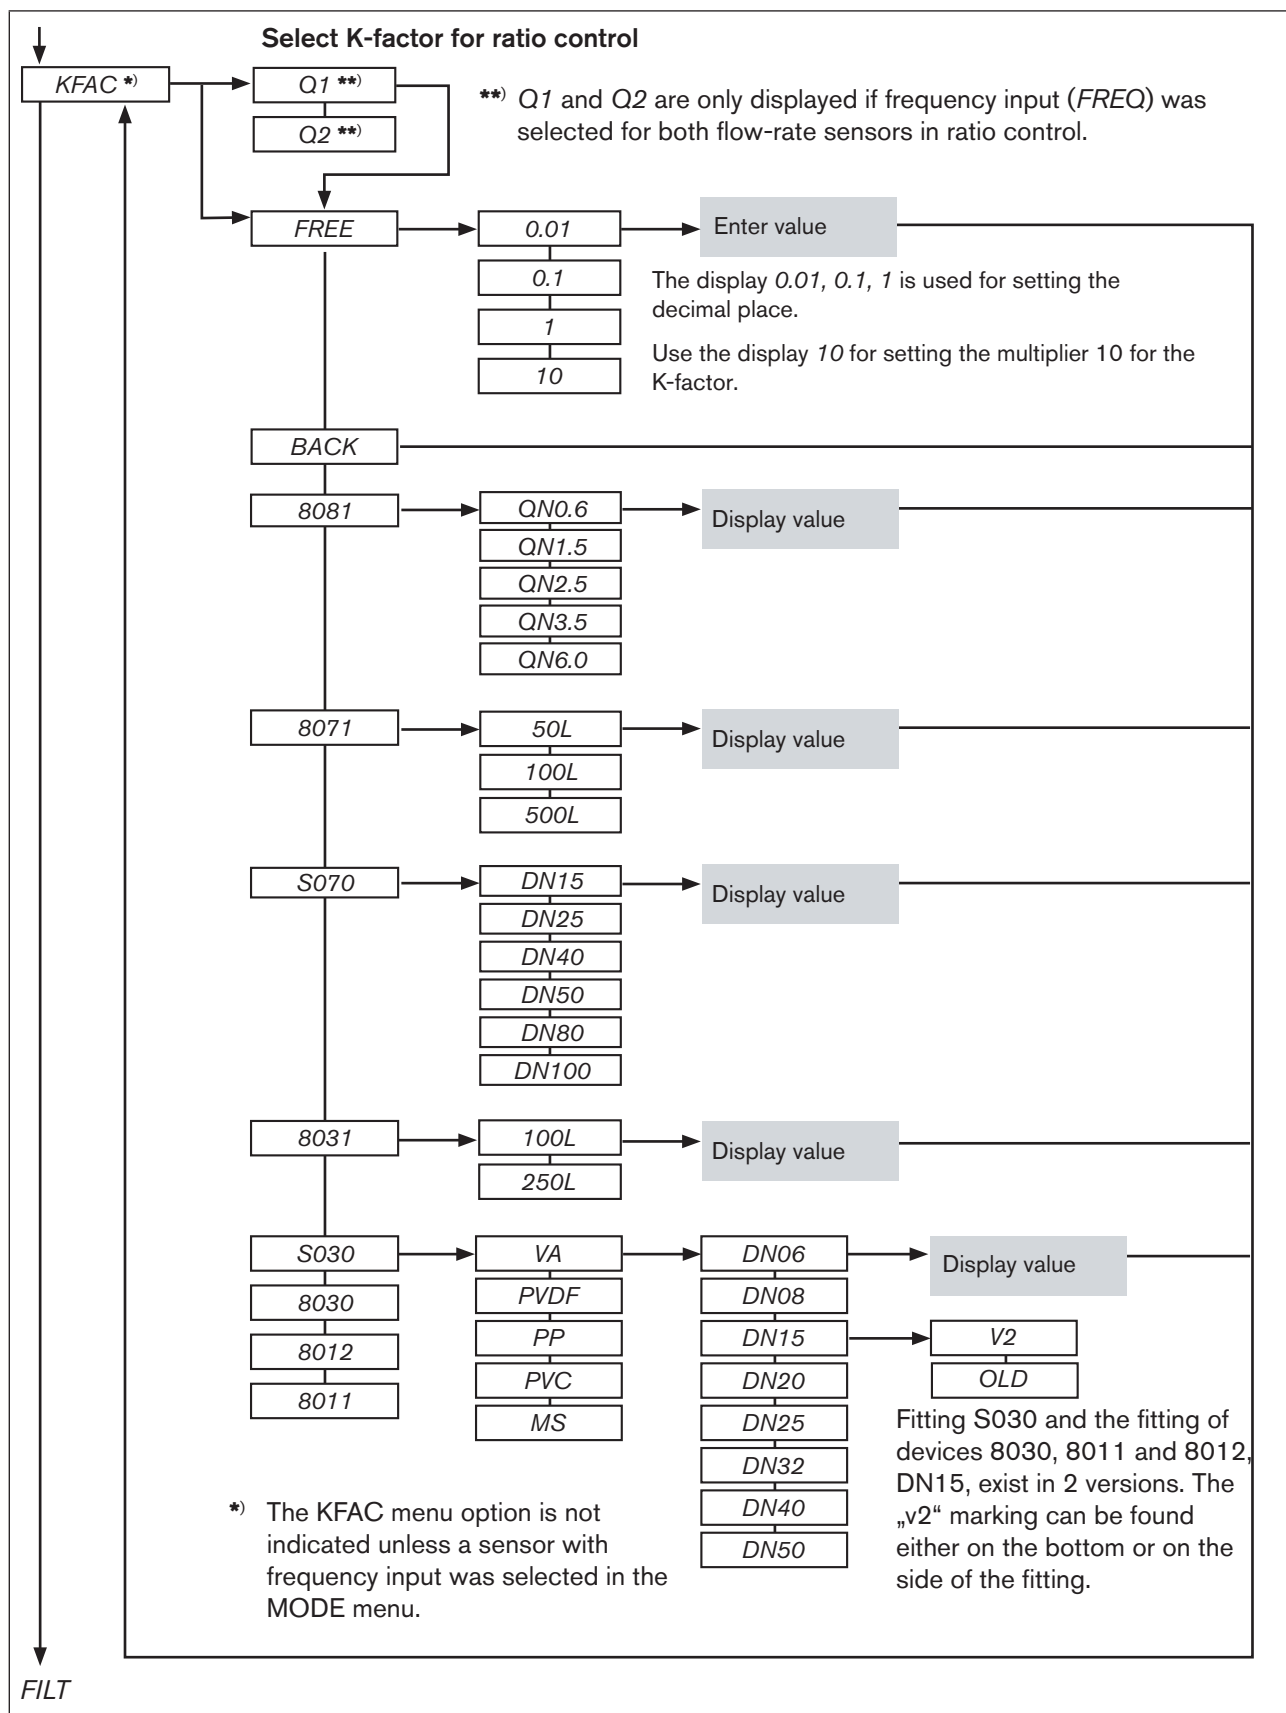 Select K-factor for ratio control
KFAC *)
Q1 **)
Q2 **)
**) Q1 and Q2 are only displayed if frequency input (FREQ) was
selected for both flow-rate sensors in ratio control.
FREE
0.01
Enter value
0.1
1
10
The display 0.01, 0.1, 1 is used for setting the
decimal place.
Use the display 10 for setting the multiplier 10 for the
K-factor.
BACK
8081
QN0.6
Display value
QN1.5
QN2.5
QN3.5
QN6.0
8071
50L
Display value
100L
500L
S070
DN15
Display value
DN25
DN40
DN50
DN80
DN100
8031
100L
Display value
250L
S030
VA
DN06
Display value
8030
PVDF
DN08
8012
PP
DN15
V2
8011
PVC
DN20
OLD
MS
DN25
DN32
DN40
DN50
Fitting S030 and the fitting of
devices 8030, 8011 and 8012,
DN15, exist in 2 versions. The
„v2“ marking can be found
either on the bottom or on the
side of the fitting.
*) The KFAC menu option is not
indicated unless a sensor with
frequency input was selected in the
MODE menu.
FILT